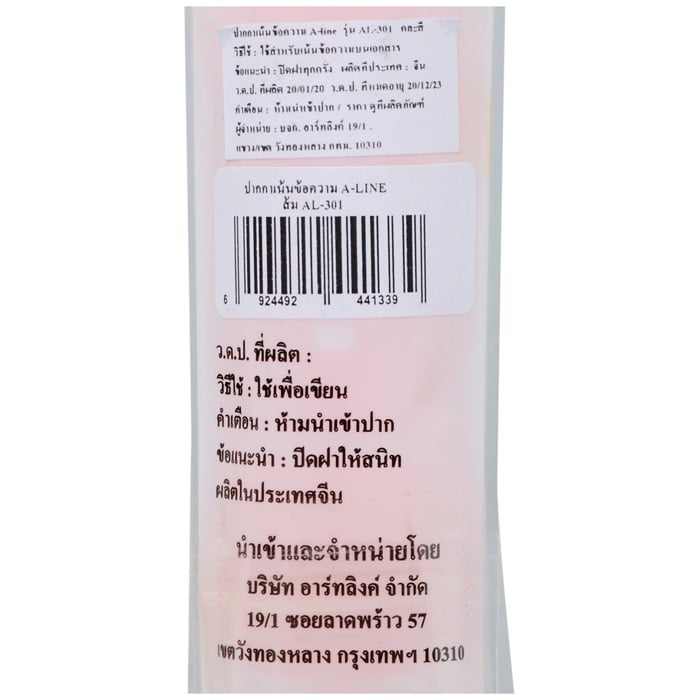 ปากกาเน้นข้อความ A-line รุ่น AL-301 คละสี
วิธีใช้ : ใช้สำหรับเน้นข้อความบนเอกสาร
ข้อแนะนำ : ปิดฝาทุกครั้ง ผลิตที่ประเทศ : จีน
ว.ด.ป. ที่ผลิต 20/01/20 ว.ด.ป. ที่หมดอายุ 20/12/23
คำเตือน : ห้ามนำเข้าปาก / ราคา ดูที่ผลิตภัณฑ์
ผู้จำหน่าย : บจก. อาร์ทลิงค์ 19/1 .
แขวง/เขต วังทองหลาง กทม. 10310
ปากกาเน้นข้อความ A-LINE
ส้ม AL-301
6 924492 441339
ว.ด.ป. ที่ผลิต :
วิธีใช้ : ใช้เพื่อเขียน
คำเตือน : ห้ามนำเข้าปาก
ข้อแนะนำ : ปิดฝาให้สนิท
ผลิตในประเทศจีน
นำเข้าและจำหน่ายโดย
บริษัท อาร์ทลิงค์ จำกัด
19/1 ซอยลาดพร้าว 57
เขตวังทองหลาง กรุงเทพฯ 10310